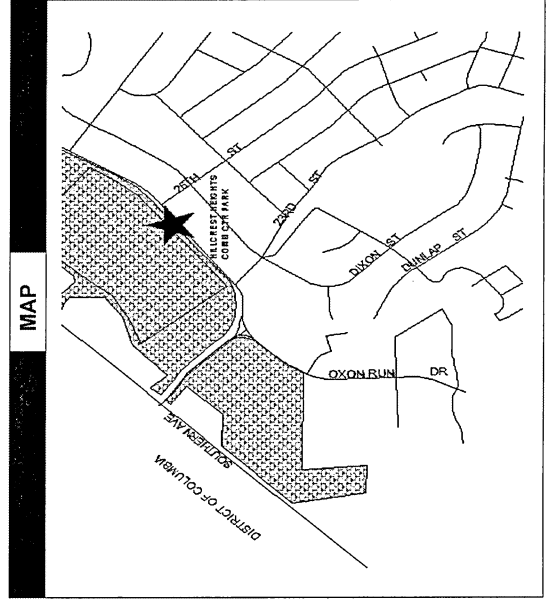 MAP
26TH ST
HILLCREST HEIGHTS
COMM CTR PARK
23RD ST
DIXON ST
DUNLAP ST
OXON RUN DR
SOUTHERN AVE
DISTRICT OF COLUMBIA